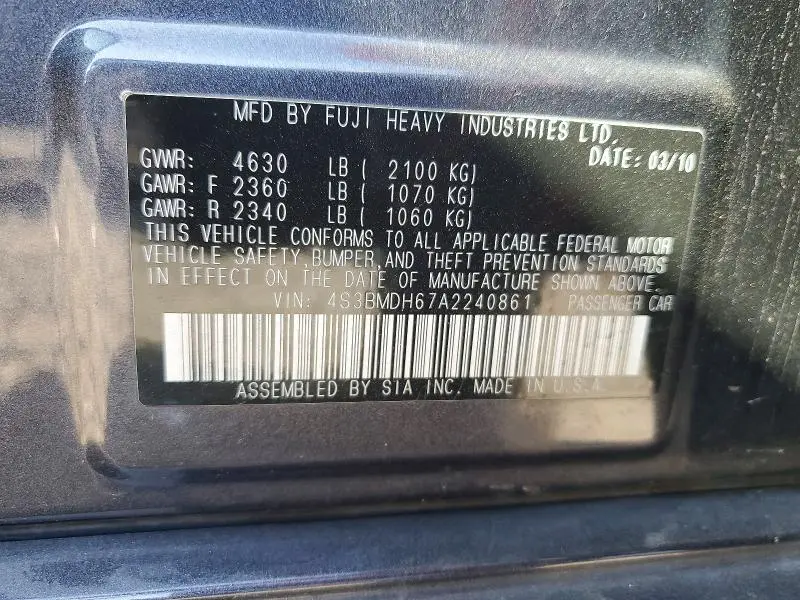 MFD BY FUJI HEAVY INDUSTRIES LTD.
DATE: 03/10
GVWR: 4630 LB ( 2100 KG)
GAWR: F 2360 LB ( 1070 KG)
GAWR: R 2340 LB ( 1060 KG)
THIS VEHICLE CONFORMS TO ALL APPLICABLE FEDERAL MOTOR
VEHICLE SAFETY, BUMPER, AND THEFT PREVENTION STANDARDS
IN EFFECT ON THE DATE OF MANUFACTURE SHOWN ABOVE.
VIN: 4S3BMDH67A2240861 PASSENGER CAR
ASSEMBLED BY SIA INC. MADE IN U.S.A.